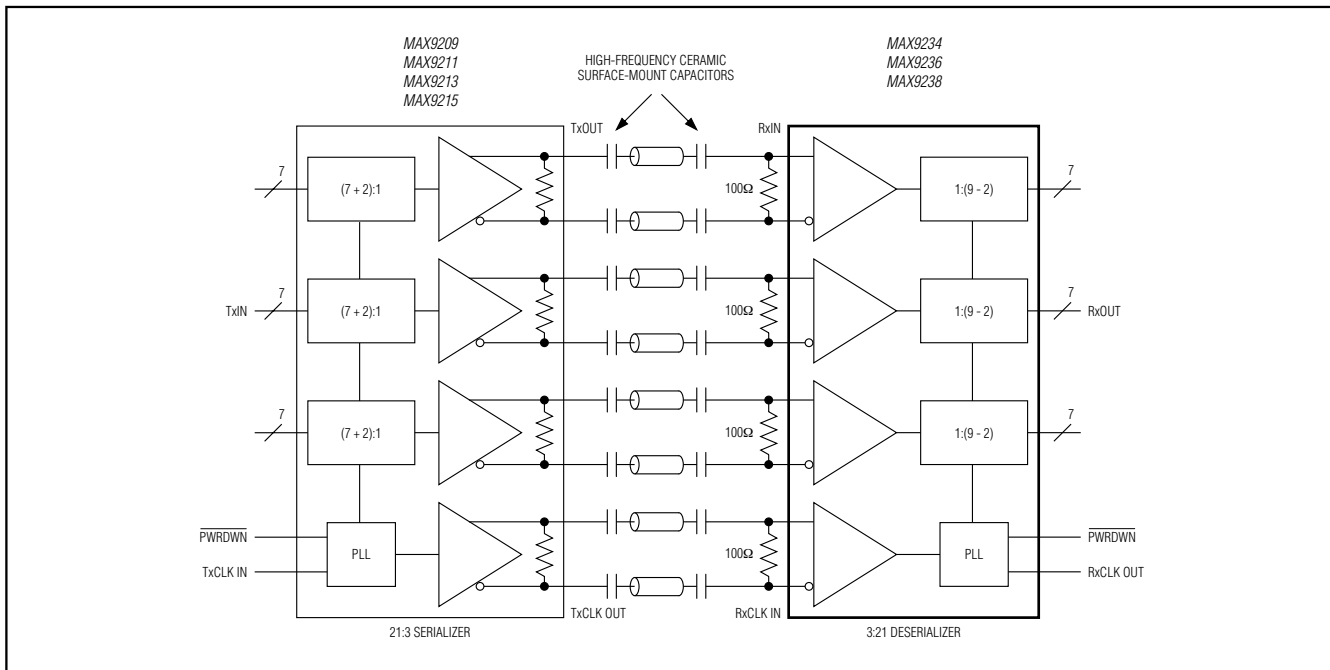 MAX9209
MAX9211
MAX9213
MAX9215
HIGH-FREQUENCY CERAMIC
SURFACE-MOUNT CAPACITORS
MAX9234
MAX9236
MAX9238
TxOUT
RxIN
7
(7 + 2):1
100Ω
1:(9 - 2)
7
TxIN
7
(7 + 2):1
100Ω
1:(9 - 2)
7
RxOUT
7
(7 + 2):1
100Ω
1:(9 - 2)
7
PWRDWN
TxCLK IN
PLL
100Ω
PLL
PWRDWN
RxCLK OUT
TxCLK OUT
RxCLK IN
21:3 SERIALIZER
3:21 DESERIALIZER